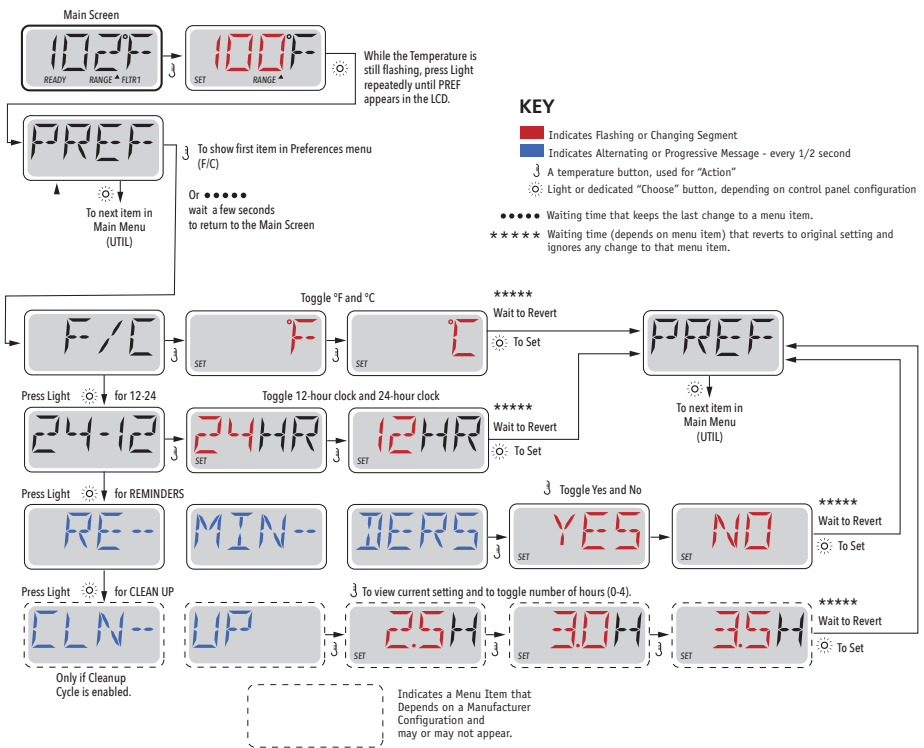 Main Screen
102°F
READY RANGE FLTR1
100°F
SET RANGE
While the Temperature is
still flashing, press Light
repeatedly until PREF
appears in the LCD.
KEY
Indicates Flashing or Changing Segment
Indicates Alternating or Progressive Message - every 1/2 second
A temperature button, used for "Action"
Light or dedicated "Choose" button, depending on control panel configuration
••••• Waiting time that keeps the last change to a menu item.
***** Waiting time (depends on menu item) that reverts to original setting and
ignores any change to that menu item.
PREF
To show first item in Preferences menu
(F/C)
Or •••••
wait a few seconds
to return to the Main Screen
To next item in
Main Menu
(UTIL)
Toggle °F and °C
F/C
°F
SET
°C
SET
*****
Wait to Revert
To Set
PREF
To next item in
Main Menu
(UTIL)
Press Light for 12-24
Toggle 12-hour clock and 24-hour clock
24-12
24HR
SET
12HR
SET
*****
Wait to Revert
To Set
Press Light for REMINDERS
Toggle Yes and No
RE--
MIN--
DERS
YES
SET
NO
SET
*****
Wait to Revert
To Set
Press Light for CLEAN UP
To view current setting and to toggle number of hours (0-4).
CLN--
UP
2.5H
SET
3.0H
SET
3.5H
SET
*****
Wait to Revert
To Set
Only if Cleanup
Cycle is enabled.
Indicates a Menu Item that
Depends on a Manufacturer
Configuration and
may or may not appear.